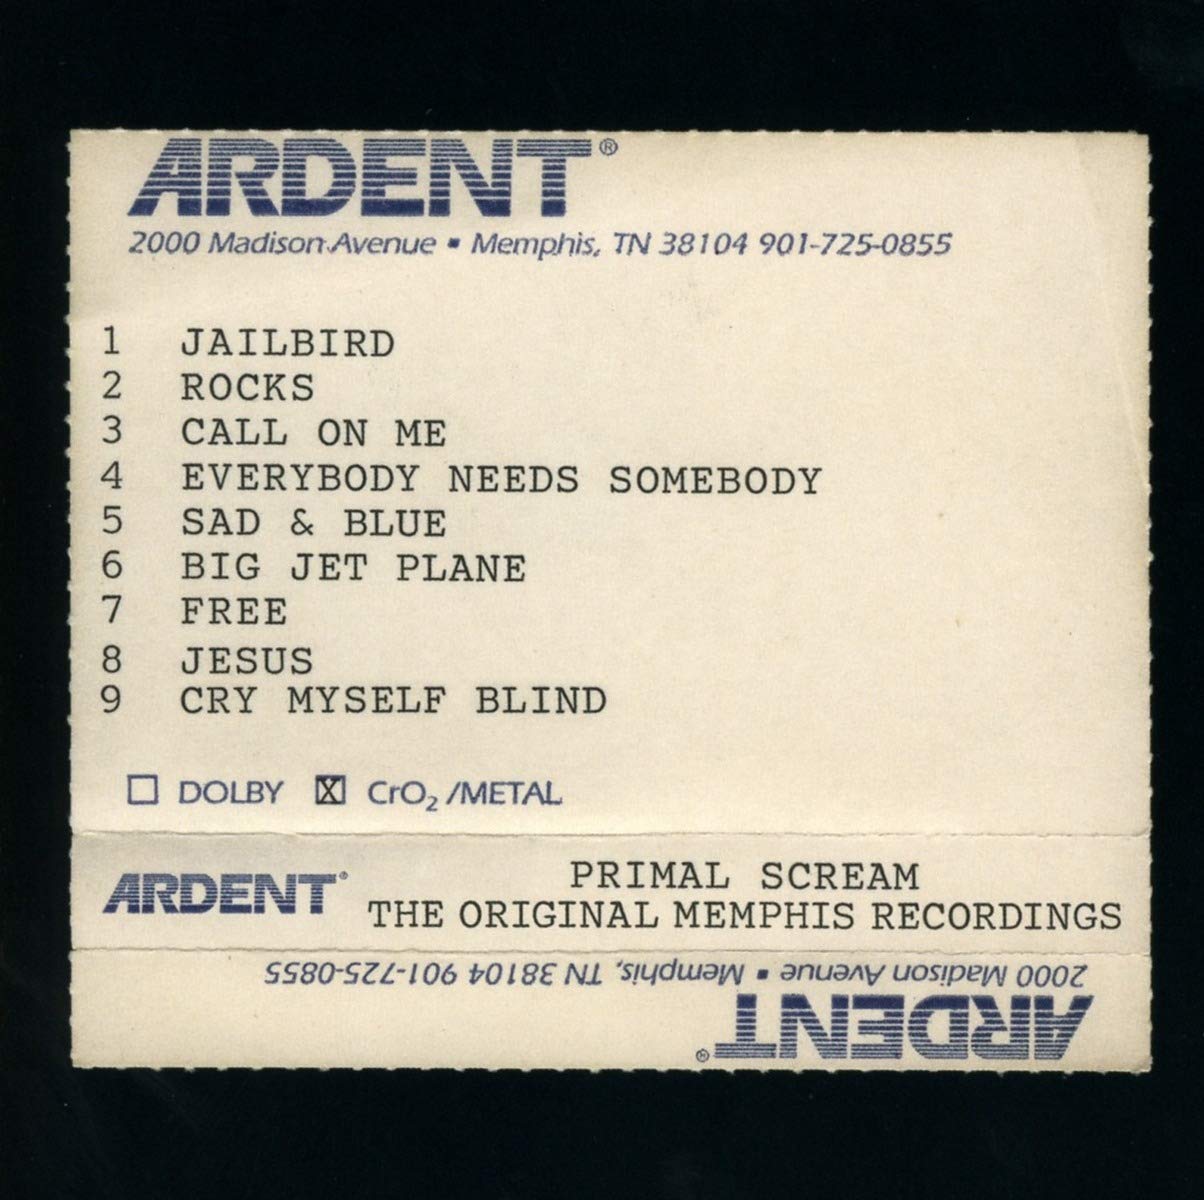 ARDENT®
2000 Madison Avenue ▪ Memphis, TN 38104 901-725-0855
1 JAILBIRD
2 ROCKS
3 CALL ON ME
4 EVERYBODY NEEDS SOMEBODY
5 SAD & BLUE
6 BIG JET PLANE
7 FREE
8 JESUS
9 CRY MYSELF BLIND
☐ DOLBY ☒ CrO₂/METAL
ARDENT® PRIMAL SCREAM
THE ORIGINAL MEMPHIS RECORDINGS
ARDENT®
2000 Madison Avenue ▪ Memphis, TN 38104 901-725-0855